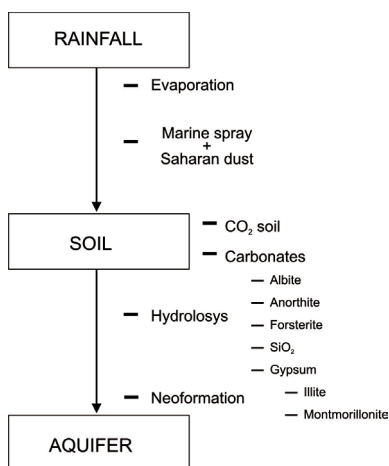 RAINFALL
Evaporation
Marine spray
+
Saharan dust
SOIL
CO₂ soil
Carbonates
Hydrolosys
Albite
Anorthite
Forsterite
SiO₂
Gypsum
Neoformation
Illite
Montmorillonite
AQUIFER